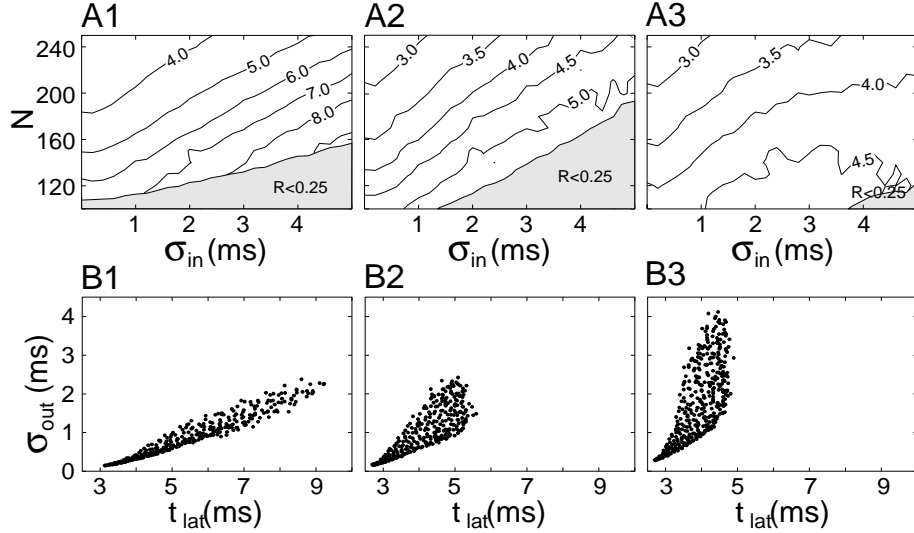 A1 A2 A3
240
200
160
120
N
4.0
5.0
6.0
7.0
8.0
R<0.25
3.0
3.5
4.0
4.5
5.0
R<0.25
3.0
3.5
4.0
4.5
R<0.25
1 2 3 4 1 2 3 4 1 2 3 4
σin (ms) σin (ms) σin (ms)
B1 B2 B3
4
3
2
1
0
σout (ms)
3 5 7 9 3 5 7 9 3 5 7 9
t lat(ms) t lat(ms) t lat(ms)